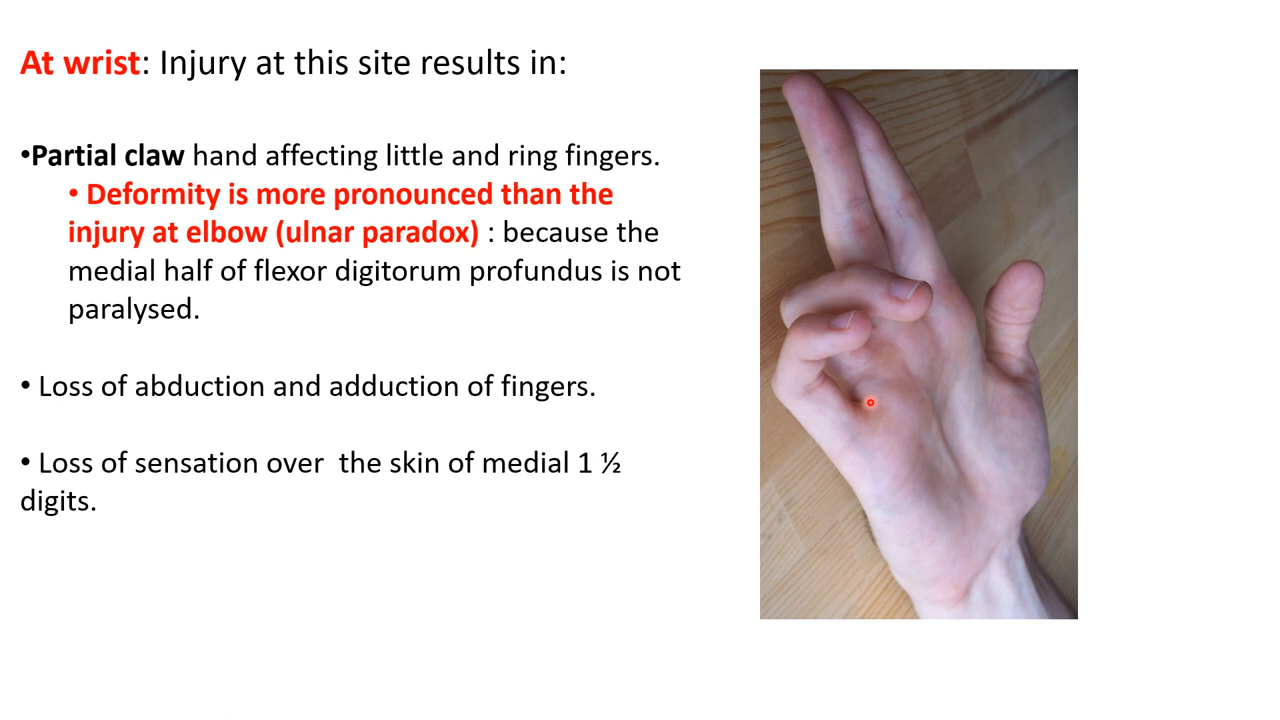 At wrist: Injury at this site results in:
•Partial claw hand affecting little and ring fingers.
• Deformity is more pronounced than the
injury at elbow (ulnar paradox) : because the
medial half of flexor digitorum profundus is not
paralysed.
• Loss of abduction and adduction of fingers.
• Loss of sensation over  the skin of medial 1 ½
digits.